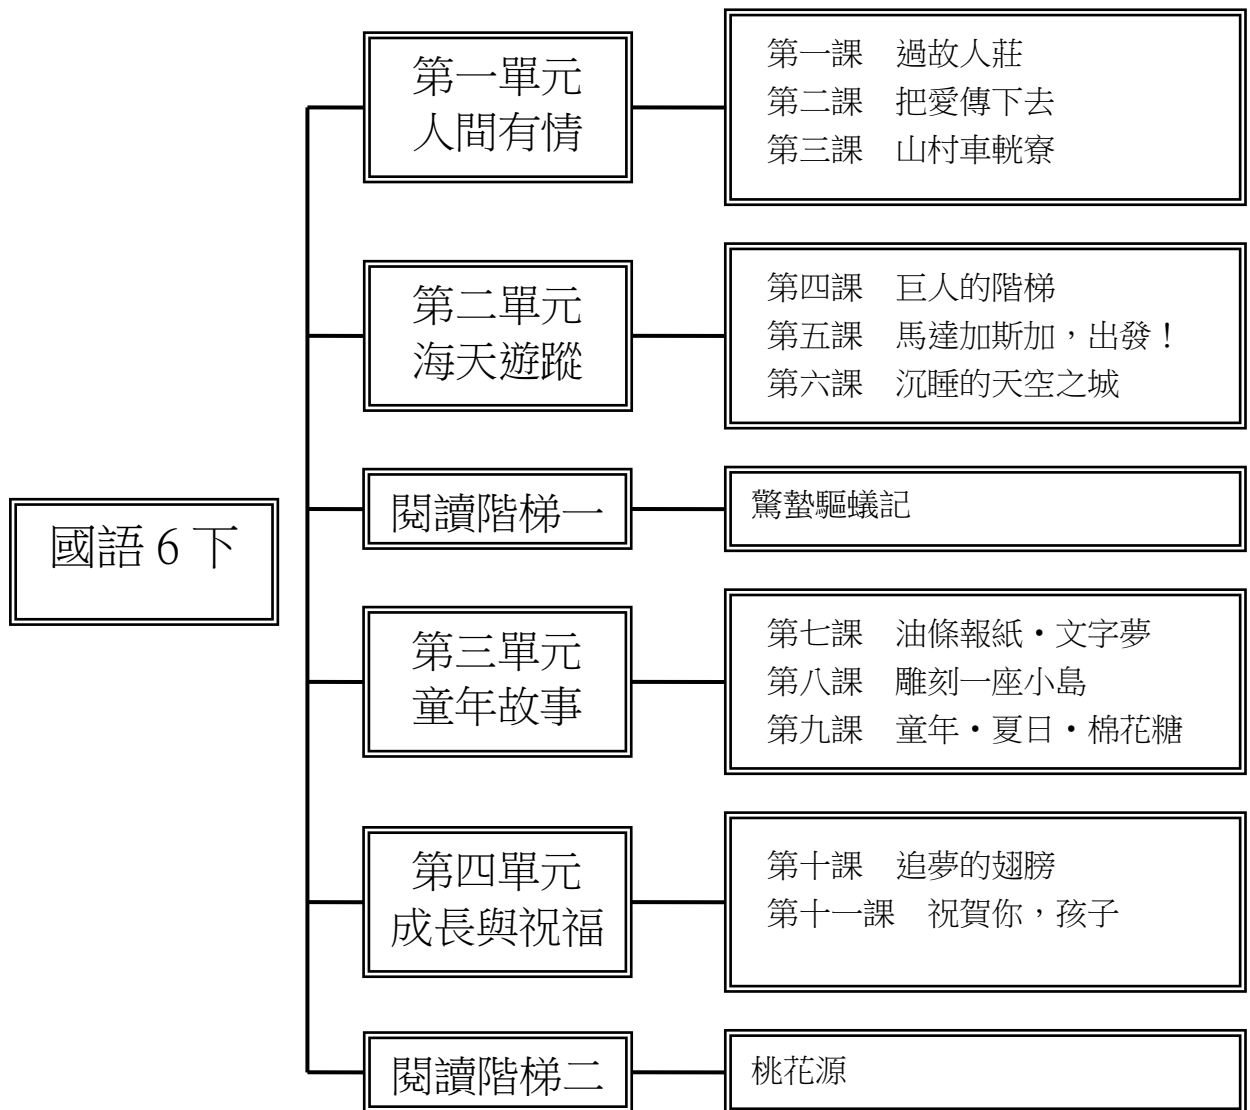 國語6下
第一單元
人間有情
第一課　過故人莊
第二課　把愛傳下去
第三課　山村車輄寮
第二單元
海天遊蹤
第四課　巨人的階梯
第五課　馬達加斯加，出發！
第六課　沉睡的天空之城
閱讀階梯一
驚蟄驅蟻記
第三單元
童年故事
第七課　油條報紙•文字夢
第八課　雕刻一座小島
第九課　童年•夏日•棉花糖
第四單元
成長與祝福
第十課　追夢的翅膀
第十一課　祝賀你，孩子
閱讀階梯二
桃花源